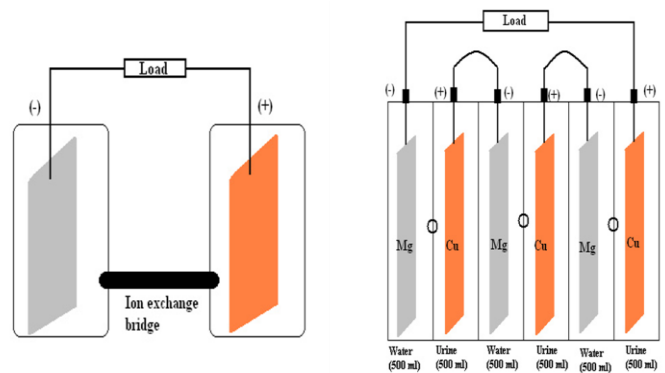 Load
(-)
(+)
Ion exchange
bridge
Load
(-)
(+)
(-)
(+)
(-)
(+)
Mg
Cu
Mg
Cu
Mg
Cu
Water
(500 ml)
Urine
(500 ml)
Water
(500 ml)
Urine
(500 ml)
Water
(500 ml)
Urine
(500 ml)